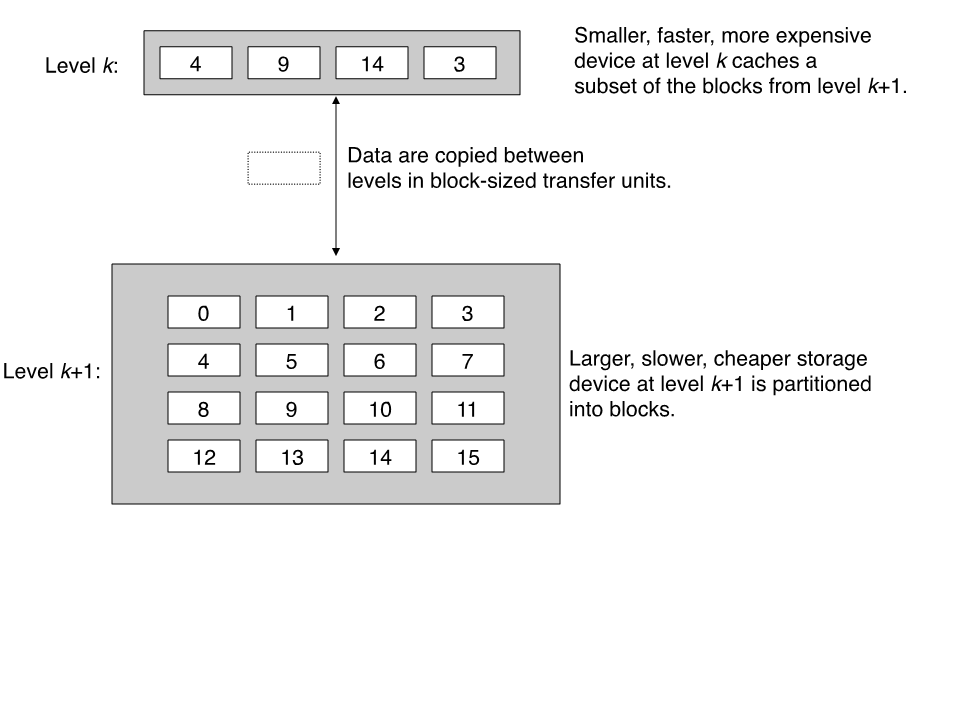 Level k:
4 9 14 3
Smaller, faster, more expensive
device at level k caches a
subset of the blocks from level k+1.
Data are copied between
levels in block-sized transfer units.
Level k+1:
0 1 2 3
4 5 6 7
8 9 10 11
12 13 14 15
Larger, slower, cheaper storage
device at level k+1 is partitioned
into blocks.